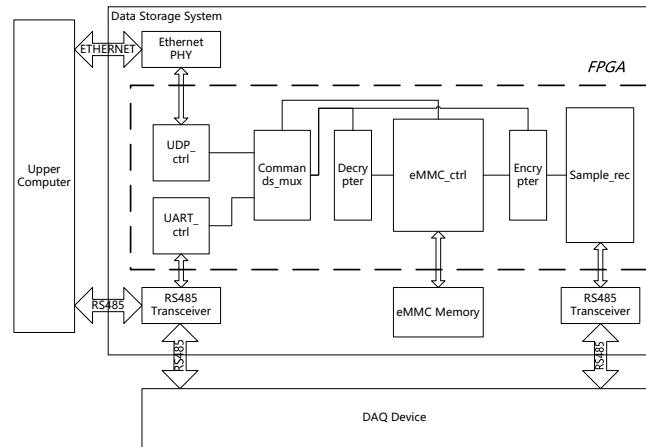 Data Storage System
ETHERNET
Ethernet
PHY
FPGA
UDP_
ctrl
Comman
ds_mux
Decry
pter
eMMC_ctrl
Encry
pter
Sample_rec
Upper
Computer
UART_
ctrl
RS485
RS485
Transceiver
eMMC Memory
RS485
Transceiver
RS485
RS485
DAQ Device